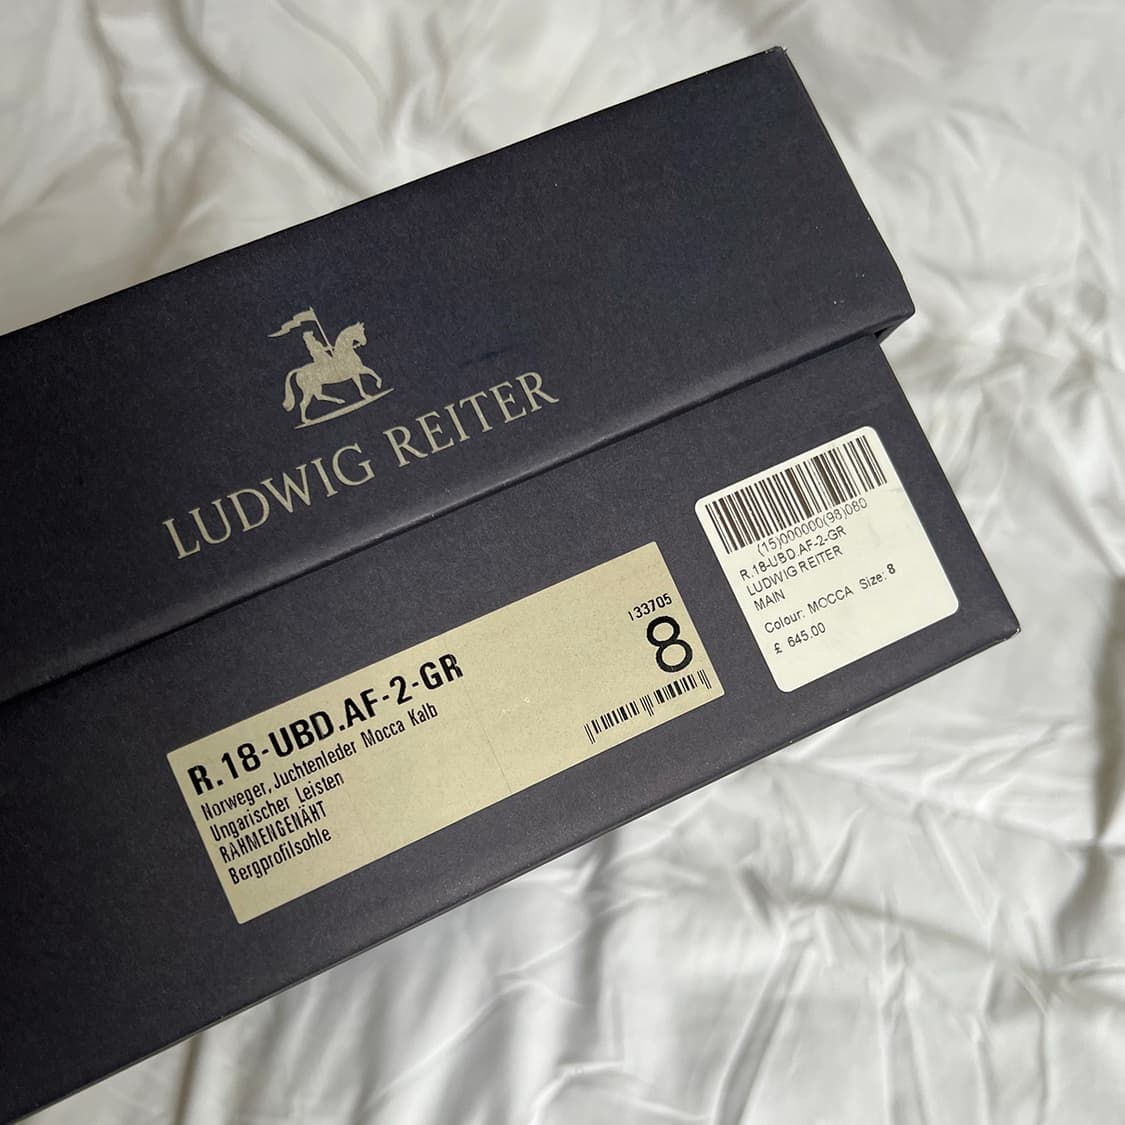 LUDWIG REITER
R.18-UBD.AF-2-GR
Norweger, Juchtenleder Mocca Kalb
Ungarischer Leisten
RAHMENGENÄHT
Bergprofilsohle
133705
8
(15)000000(98)080
R.18-UBD.AF-2-GR
LUDWIG REITER
MAIN
Colour: MOCCA Size: 8
£ 645.00